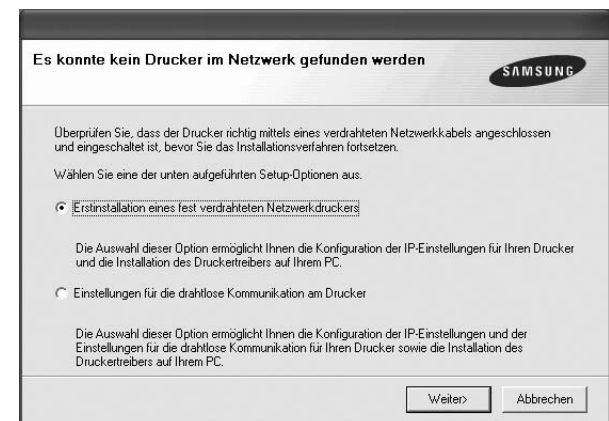 Es konnte kein Drucker im Netzwerk gefunden werden
SAMSUNG
Überprüfen Sie, dass der Drucker richtig mittels eines verdrahteten Netzwerkkabels angeschlossen
und eingeschaltet ist, bevor Sie das Installationsverfahren fortsetzen.
Wählen Sie eine der unten aufgeführten Setup-Optionen aus.
Erstinstallation eines fest verdrahteten Netzwerkdruckers
Die Auswahl dieser Option ermöglicht Ihnen die Konfiguration der IP-Einstellungen für Ihren Drucker
und die Installation des Druckertreibers auf Ihrem PC.
Einstellungen für die drahtlose Kommunikation am Drucker
Die Auswahl dieser Option ermöglicht Ihnen die Konfiguration der IP-Einstellungen und der
Einstellungen für die drahtlose Kommunikation für Ihren Drucker sowie die Installation des
Druckertreibers auf Ihrem PC.
Weiter>
Abbrechen